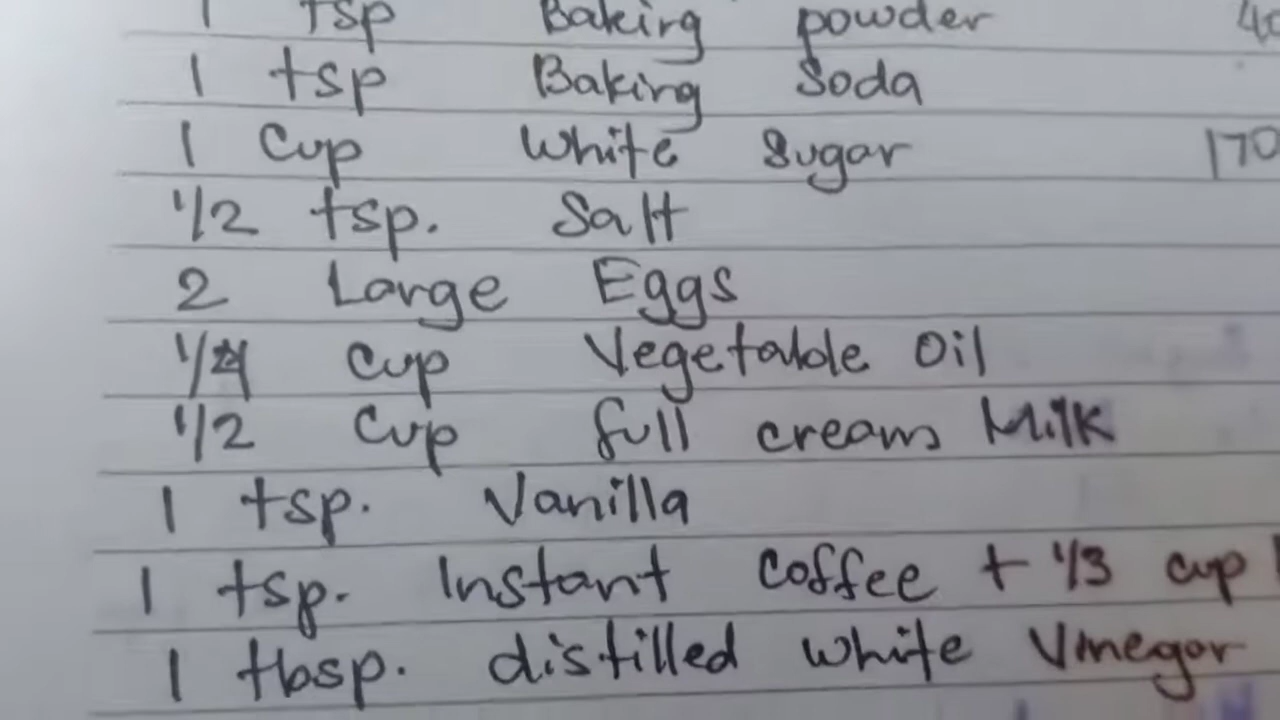 1 tsp Baking powder
1 tsp Baking Soda
1 Cup White Sugar 170
1/2 tsp. Salt
2 Large Eggs
1/4 Cup Vegetable Oil
1/2 Cup full cream Milk
1 tsp. Vanilla
1 tsp. Instant coffee + 1/3 cup
1 tbsp. distilled white Vinegar